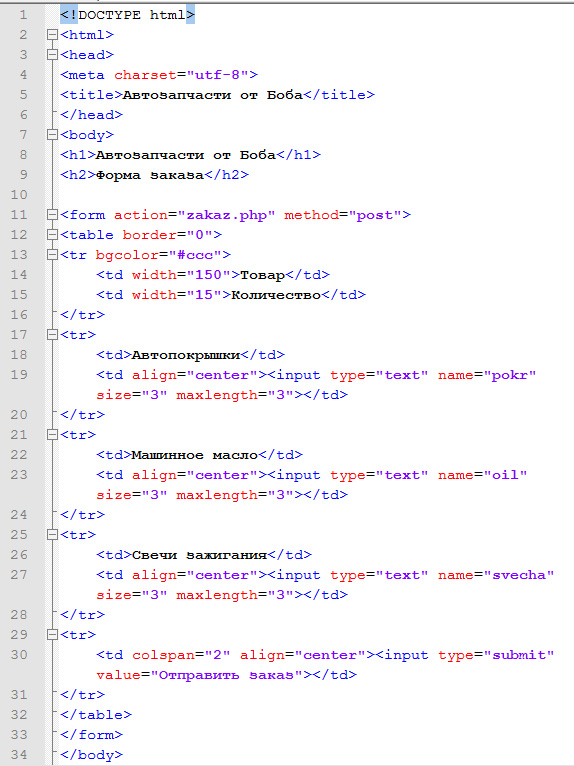 1 <!DOCTYPE html>
2 <html>
3 <head>
4 <meta charset="utf-8">
5 <title>Автозапчасти от Боба</title>
6 </head>
7 <body>
8 <h1>Автозапчасти от Боба</h1>
9 <h2>Форма заказа</h2>
10
11 <form action="zakaz.php" method="post">
12 <table border="0">
13 <tr bgcolor="#ccc">
14 <td width="150">Товар</td>
15 <td width="15">Количество</td>
16 </tr>
17 <tr>
18 <td>Автопокрышки</td>
19 <td align="center"><input type="text" name="pokr"
size="3" maxlength="3"></td>
20 </tr>
21 <tr>
22 <td>Машинное масло</td>
23 <td align="center"><input type="text" name="oil"
size="3" maxlength="3"></td>
24 </tr>
25 <tr>
26 <td>Свечи зажигания</td>
27 <td align="center"><input type="text" name="svecha"
size="3" maxlength="3"></td>
28 </tr>
29 <tr>
30 <td colspan="2" align="center"><input type="submit"
value="Отправить заказ"></td>
31 </tr>
32 </table>
33 </form>
34 </body>